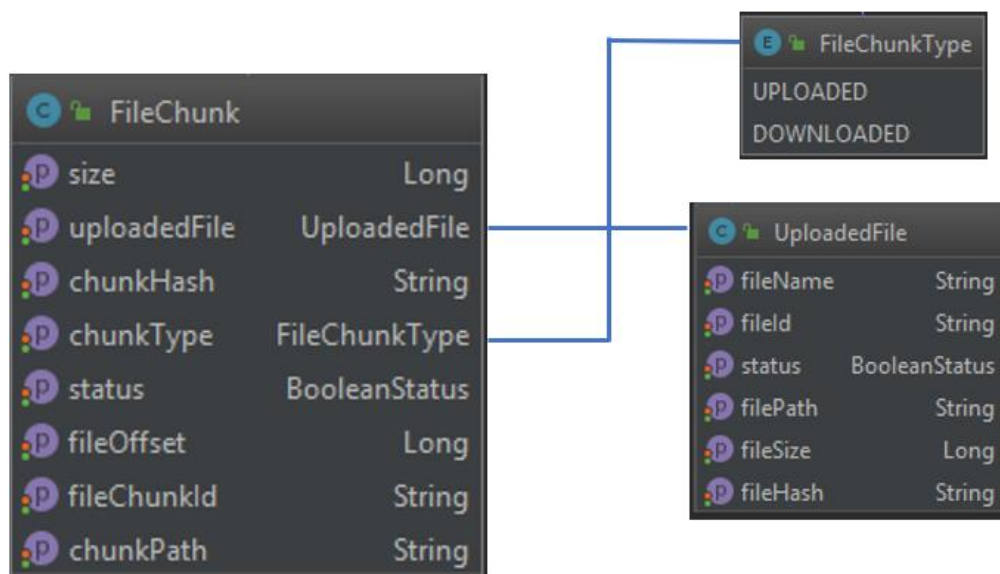 E FileChunkType
UPLOADED
DOWNLOADED
C FileChunk
p size Long
p uploadedFile UploadedFile
p chunkHash String
p chunkType FileChunkType
p status BooleanStatus
p fileOffset Long
p fileChunkId String
p chunkPath String
C UploadedFile
p fileName String
p fileId String
p status BooleanStatus
p filePath String
p fileSize Long
p fileHash String